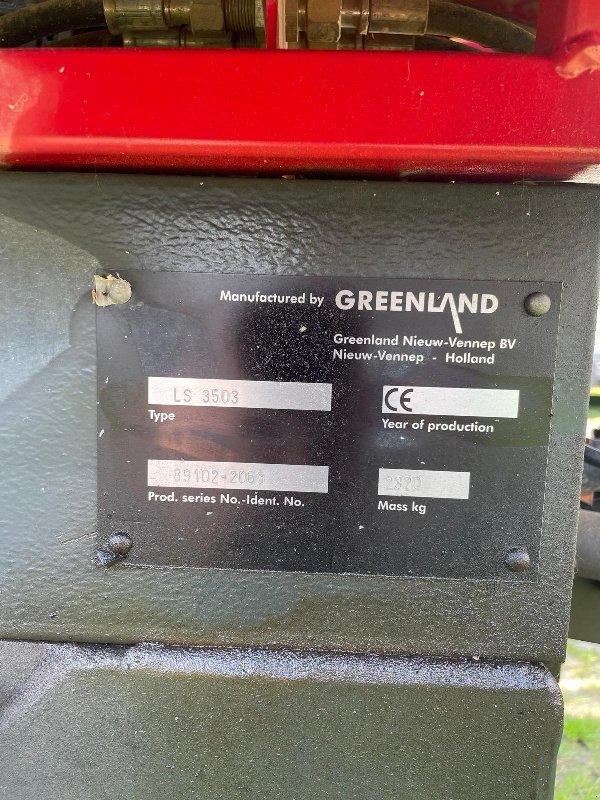 Manufactured by GREENLAND
Greenland Nieuw-Vennep BV
Nieuw-Vennep - Holland
LS 3503
Type
CE
Year of production
Prod. series No.-Ident. No.
Mass kg